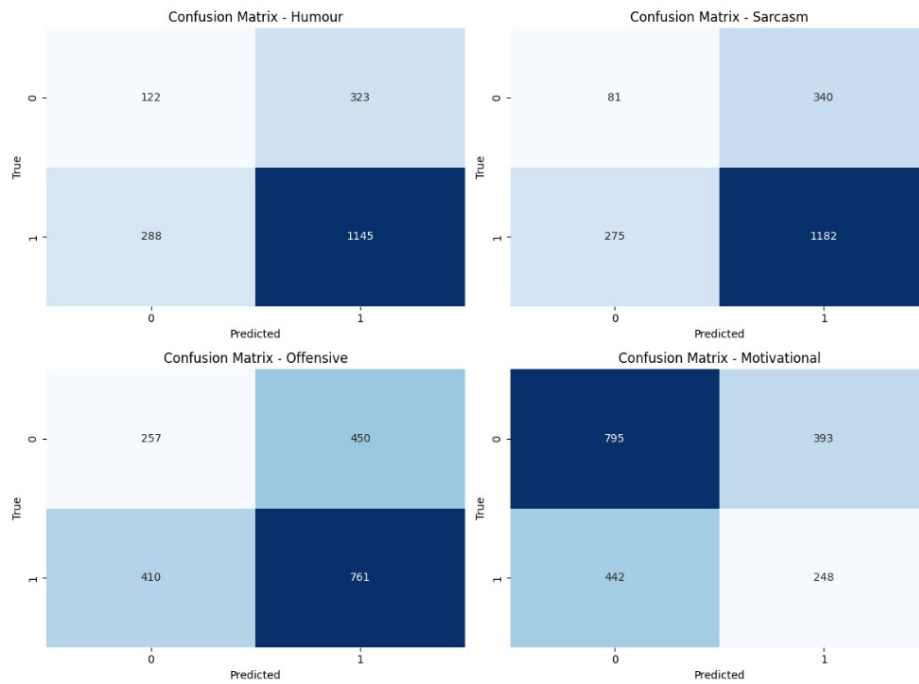 Confusion Matrix - Humour
0
122
323
True
1
288
1145
0
1
Predicted
Confusion Matrix - Sarcasm
0
81
340
True
1
275
1182
0
1
Predicted
Confusion Matrix - Offensive
0
257
450
True
1
410
761
0
1
Predicted
Confusion Matrix - Motivational
0
795
393
True
1
442
248
0
1
Predicted